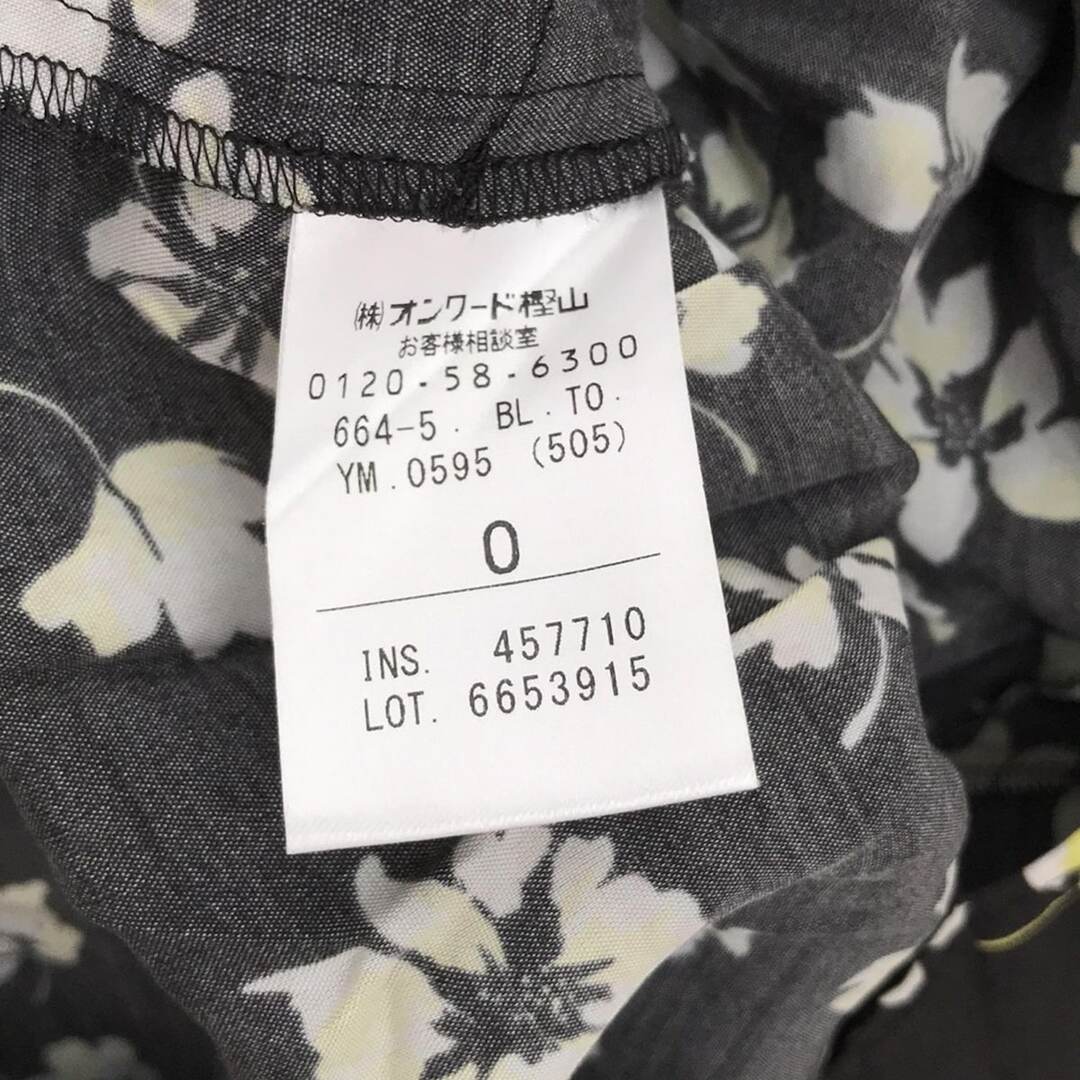 ㈱オンワード樫山
お客様相談室
0120-58-6300
664-5. BL. TO.
YM. 0595 (505)
0
INS. 457710
LOT. 6653915